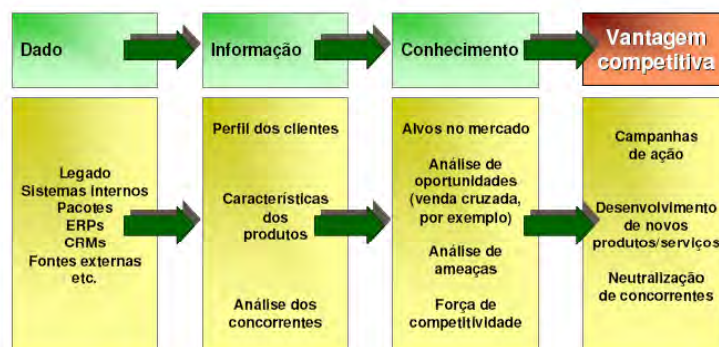 Dado
Informação
Conhecimento
Vantagem
competitiva
Legado
Sistemas internos
Pacotes
ERPs
CRMs
Fontes externas
etc.
Perfil dos clientes
Características
dos
produtos
Análise dos
concorrentes
Alvos no mercado
Análise de
oportunidades
(venda cruzada,
por exemplo)
Análise
de ameaças
Força de
competitividade
Campanhas
de ação
Desenvolvimento
de novos
produtos/serviços
Neutralização
de concorrentes